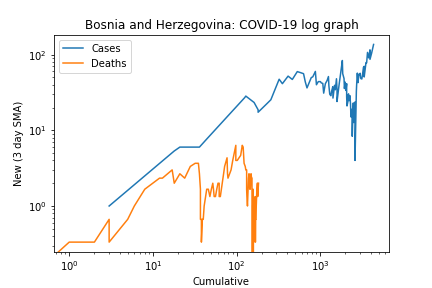 Bosnia and Herzegovina: COVID-19 log graph
Cases
Deaths
New (3 day SMA)
10²
10¹
10⁰
10⁰ 10¹ 10² 10³
Cumulative